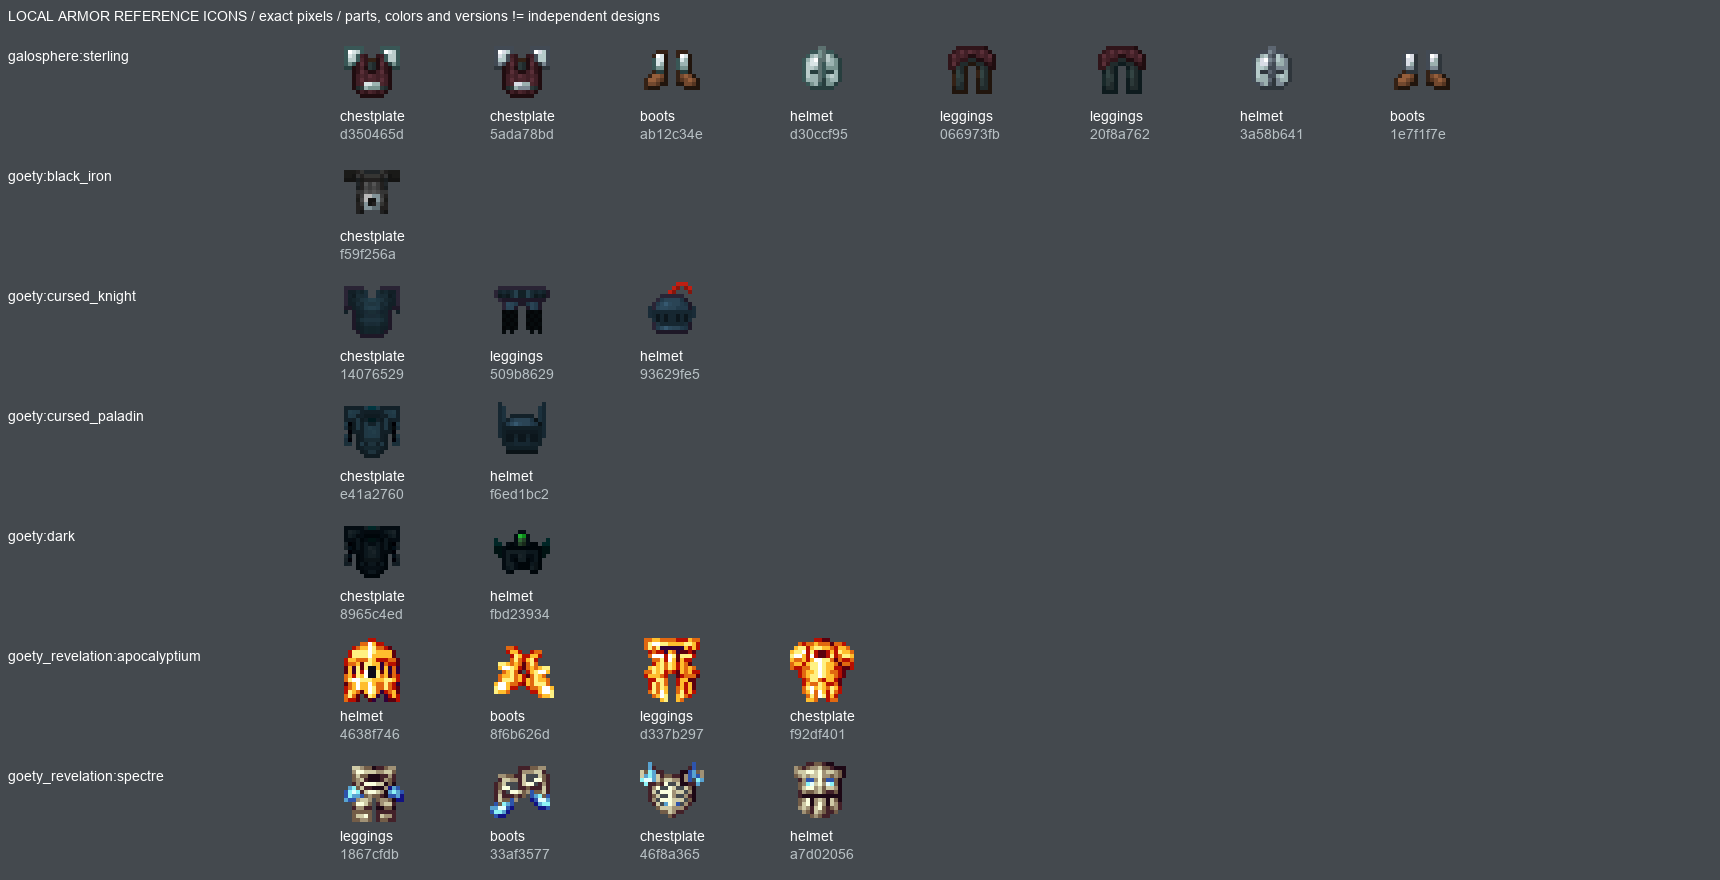 LOCAL ARMOR REFERENCE ICONS / exact pixels / parts, colors and versions != independent designs
galosphere:sterling
chestplate chestplate boots helmet leggings leggings helmet boots
d350465d 5ada78bd ab12c34e d30ccf95 066973fb 20f8a762 3a58b641 1e7f1f7e
goety:black_iron
chestplate
f59f256a
goety:cursed_knight
chestplate leggings helmet
14076529 509b8629 93629fe5
goety:cursed_paladin
chestplate helmet
e41a2760 f6ed1bc2
goety:dark
chestplate helmet
8965c4ed fbd23934
goety_revelation:apocalyptium
helmet boots leggings chestplate
4638f746 8f6b626d d337b297 f92df401
goety_revelation:spectre
leggings boots chestplate helmet
1867cfdb 33af3577 46f8a365 a7d02056